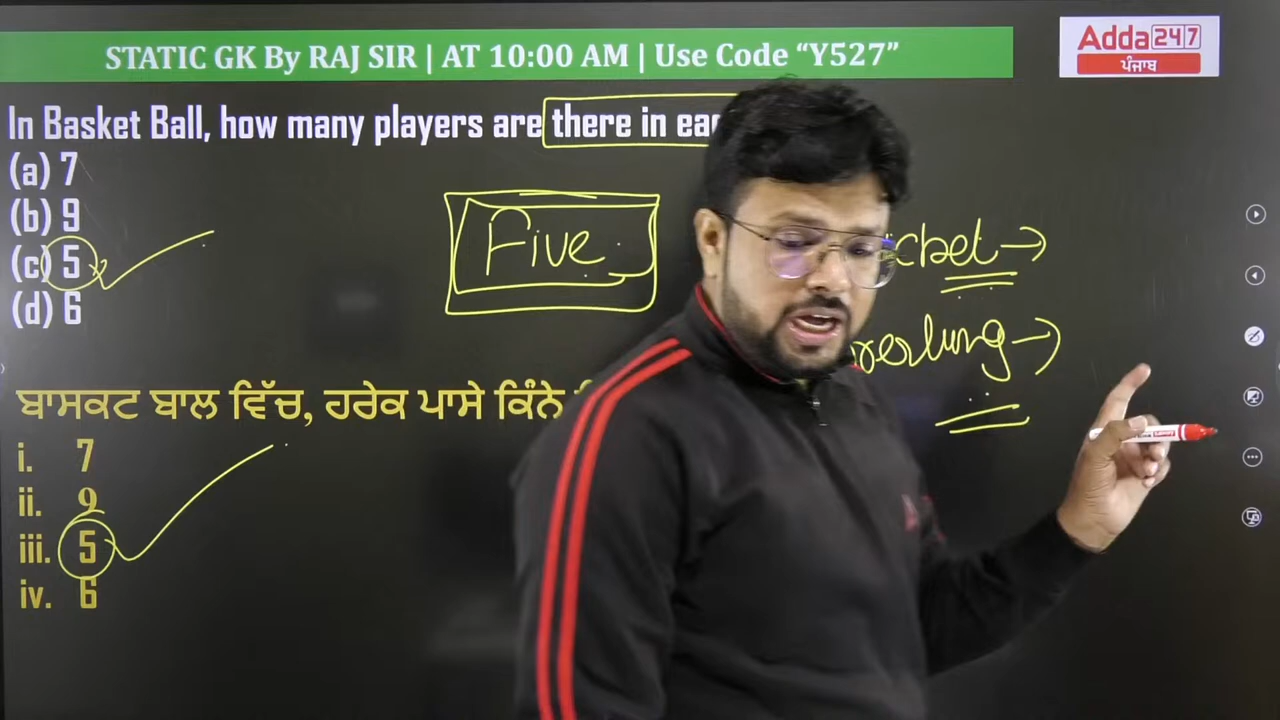 STATIC GK By RAJ SIR | AT 10:00 AM | Use Code “Y527”
Adda247
ਪੰਜਾਬ
In Basket Ball, how many players are there in
(a) 7
(b) 9
(c) 5
(d) 6
Five
ਬਾਸਕਟ ਬਾਲ ਵਿੱਚ, ਹਰੇਕ ਪਾਸੇ ਕਿੰਨੇ
i. 7
ii. 9
iii. 5
iv. 6